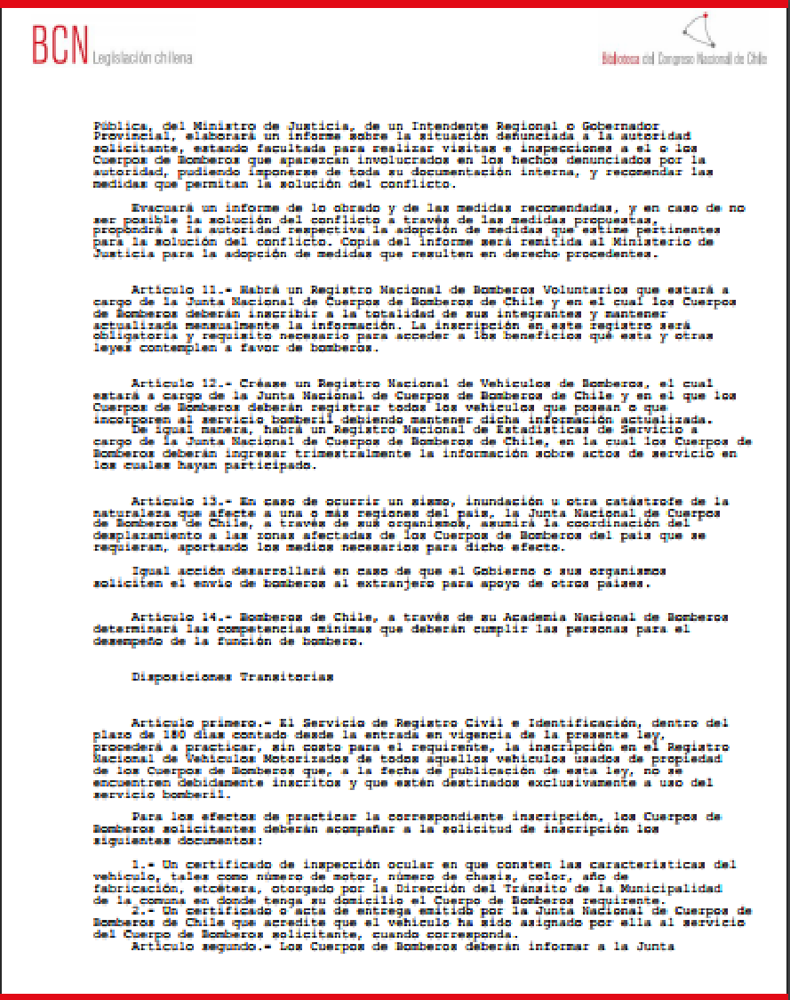 BCN Legislación chilena
Biblioteca del Congreso Nacional de Chile
Pública, del Ministro de Justicia, de un Intendente Regional o Gobernador
Provincial, elaborará un informe sobre la situación denunciada a la autoridad
solicitante, estando facultada para realizar visitas e inspecciones a el o los
Cuerpos de Bomberos que aparezcan involucrados en los hechos denunciados por la
autoridad, pudiendo imponerse de toda su documentación interna, y recomendar las
medidas que permitan la solución del conflicto.
Evacuará un informe de lo obrado y de las medidas recomendadas, y en caso de no
ser posible la solución del conflicto a través de las medidas propuestas,
propondrá a la autoridad respectiva la adopción de medidas que estime pertinentes
para la solución del conflicto. Copia del informe será remitida al Ministerio de
Justicia para la adopción de medidas que resulten en derecho procedentes.
Artículo 11.- Habrá un Registro Nacional de Bomberos Voluntarios que estará a
cargo de la Junta Nacional de Cuerpos de Bomberos de Chile y en el cual los Cuerpos
de Bomberos deberán inscribir a la totalidad de sus integrantes y mantener
actualizada mensualmente la información. La inscripción en este registro será
obligatoria y requisito necesario para acceder a los beneficios que esta y otras
leyes contemplen a favor de bomberos.
Artículo 12.- Créase un Registro Nacional de Vehículos de Bomberos, el cual
estará a cargo de la Junta Nacional de Cuerpos de Bomberos de Chile y en el que los
Cuerpos de Bomberos deberán registrar todos los vehículos que posean o que
incorporen al servicio bomberil debiendo mantener dicha información actualizada.
De igual manera, habrá un Registro Nacional de Estadísticas de Servicio a
cargo de la Junta Nacional de Cuerpos de Bomberos de Chile, en la cual los Cuerpos de
Bomberos deberán ingresar trimestralmente la información sobre actos de servicio en
los cuales hayan participado.
Artículo 13.- En caso de ocurrir un sismo, inundación u otra catástrofe de la
naturaleza que afecte a una o más regiones del país, la Junta Nacional de Cuerpos
de Bomberos de Chile, a través de sus organismos, asumirá la coordinación del
desplazamiento a las zonas afectadas de los Cuerpos de Bomberos del país que se
requieran, aportando los medios necesarios para dicho efecto.
Igual acción desarrollará en caso de que el Gobierno o sus organismos
soliciten el envío de bomberos al extranjero para apoyo de otros países.
Artículo 14.- Bomberos de Chile, a través de su Academia Nacional de Bomberos
determinará las competencias mínimas que deberán cumplir las personas para el
desempeño de la función de bombero.
Disposiciones Transitorias
Artículo primero.- El Servicio de Registro Civil e Identificación, dentro del
plazo de 180 días contado desde la entrada en vigencia de la presente ley,
procederá a practicar, sin costo para el requirente, la inscripción en el Registro
Nacional de Vehículos Motorizados de todos aquellos vehículos usados de propiedad
de los Cuerpos de Bomberos que, a la fecha de publicación de esta ley, no se
encuentren debidamente inscritos y que estén destinados exclusivamente a uso del
servicio bomberil.
Para los efectos de practicar la correspondiente inscripción, los Cuerpos de
Bomberos solicitantes deberán acompañar a la solicitud de inscripción los
siguientes documentos:
1.- Un certificado de inspección ocular en que consten las características del
vehículo, tales como número de motor, número de chasis, color, año de
fabricación, etcétera, otorgado por la Dirección del Tránsito de la Municipalidad
de la comuna en donde tenga su domicilio el Cuerpo de Bomberos requirente.
2.- Un certificado o acta de entrega emitido por la Junta Nacional de Cuerpos de
Bomberos de Chile que acredite que el vehículo ha sido asignado por ella al servicio
del Cuerpo de Bomberos solicitante, cuando corresponda.
Artículo segundo.- Los Cuerpos de Bomberos deberán informar a la Junta